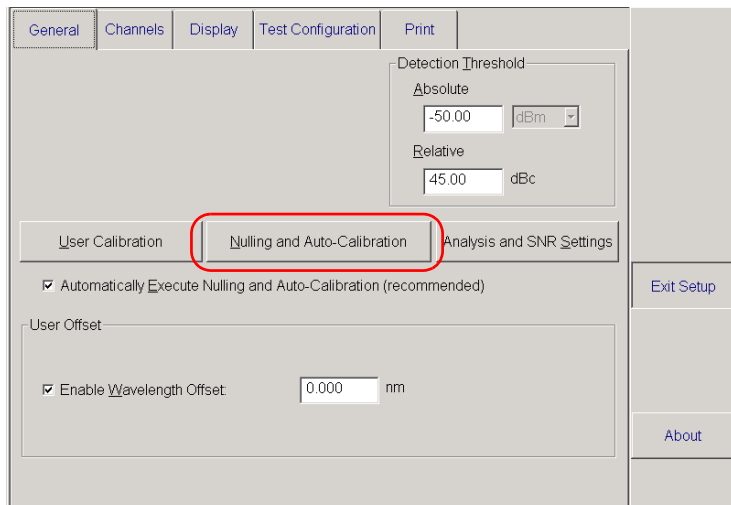 General Channels Display Test Configuration Print
Detection Threshold
Absolute
-50.00 dBm
Relative
45.00 dBc
User Calibration Nulling and Auto-Calibration Analysis and SNR Settings
Automatically Execute Nulling and Auto-Calibration (recommended)
Exit Setup
User Offset
Enable Wavelength Offset: 0.000 nm
About